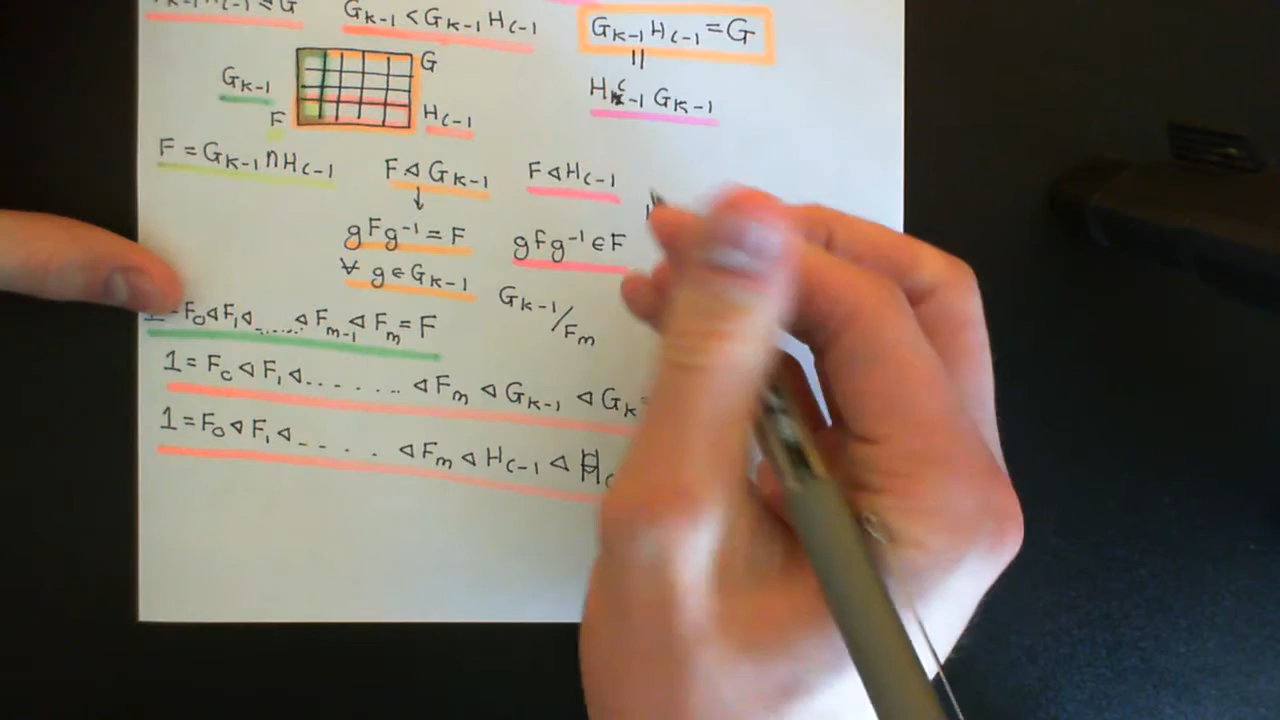 G_{K-1} < G_{K-1} H_{C-1}
G_{K-1} H_{C-1} = G
=
H_{C-1} G_{K-1}
G_{K-1} G
F H_{C-1}
F = G_{K-1} ∩ H_{C-1} F ◁ G_{K-1} F ◁ H_{C-1}
↓
gFg⁻¹ = F gfg⁻¹ ∈ F
∀ g ∈ G_{K-1} G_{K-1}/F_m
F_0 ◁ F_1 ◁ ...... ◁ F_{m-1} ◁ F_m = F
1 = F_0 ◁ F_1 ◁ ....... ◁ F_m ◁ G_{K-1} ◁ G_K
1 = F_0 ◁ F_1 ◁ .... ◁ F_m ◁ H_{C-1} ◁ H_C